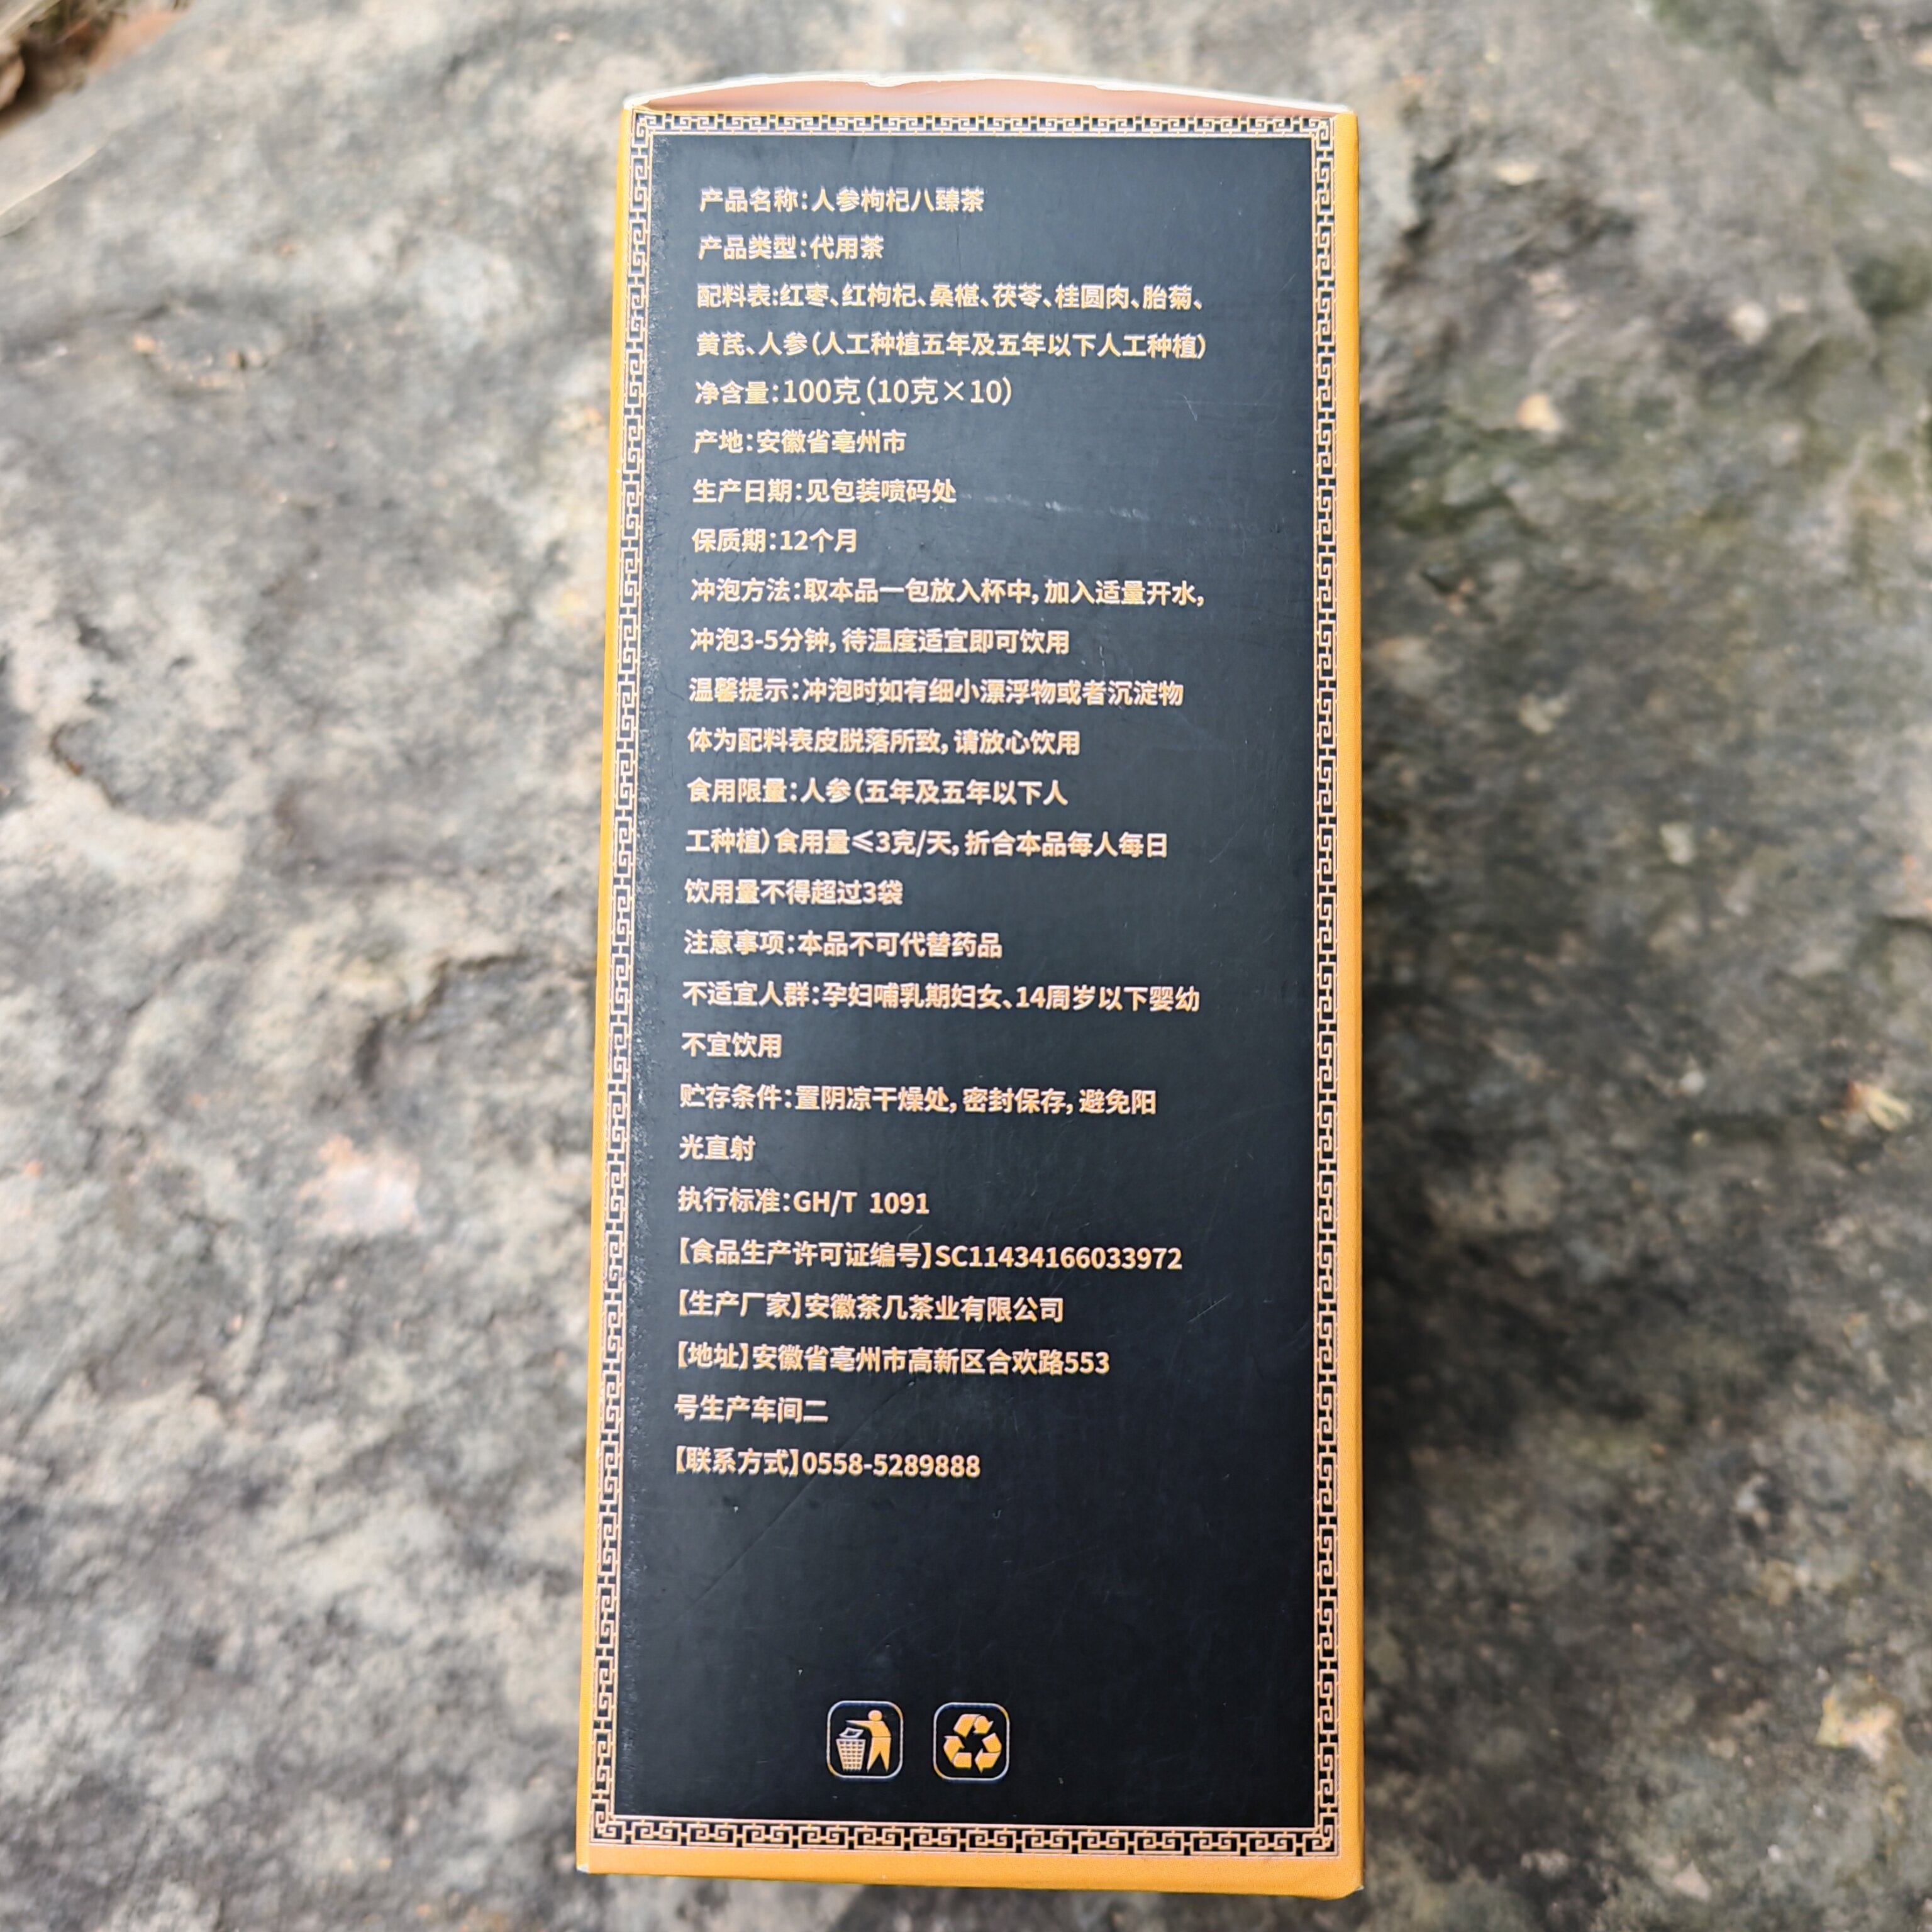 产品名称:人参枸杞八臻茶
产品类型:代用茶
配料表:红枣、红枸杞、桑椹、茯苓、桂圆肉、胎菊、
黄芪、人参(人工种植五年及五年以下人工种植)
净含量:100克(10克×10)
产地:安徽省亳州市
生产日期:见包装喷码处
保质期:12个月
冲泡方法:取本品一包放入杯中,加入适量开水,
冲泡3-5分钟,待温度适宜即可饮用
温馨提示:冲泡时如有细小漂浮物或者沉淀物
体为配料表皮脱落所致,请放心饮用
食用限量:人参(五年及五年以下人
工种植)食用量≤3克/天,折合本品每人每日
饮用量不得超过3袋
注意事项:本品不可代替药品
不适宜人群:孕妇哺乳期妇女、14周岁以下婴幼
不宜饮用
贮存条件:置阴凉干燥处,密封保存,避免阳
光直射
执行标准:GH/T 1091
【食品生产许可证编号】SC11434166033972
【生产厂家】安徽茶几茶业有限公司
【地址】安徽省亳州市高新区合欢路553
号生产车间二
【联系方式】0558-5289888